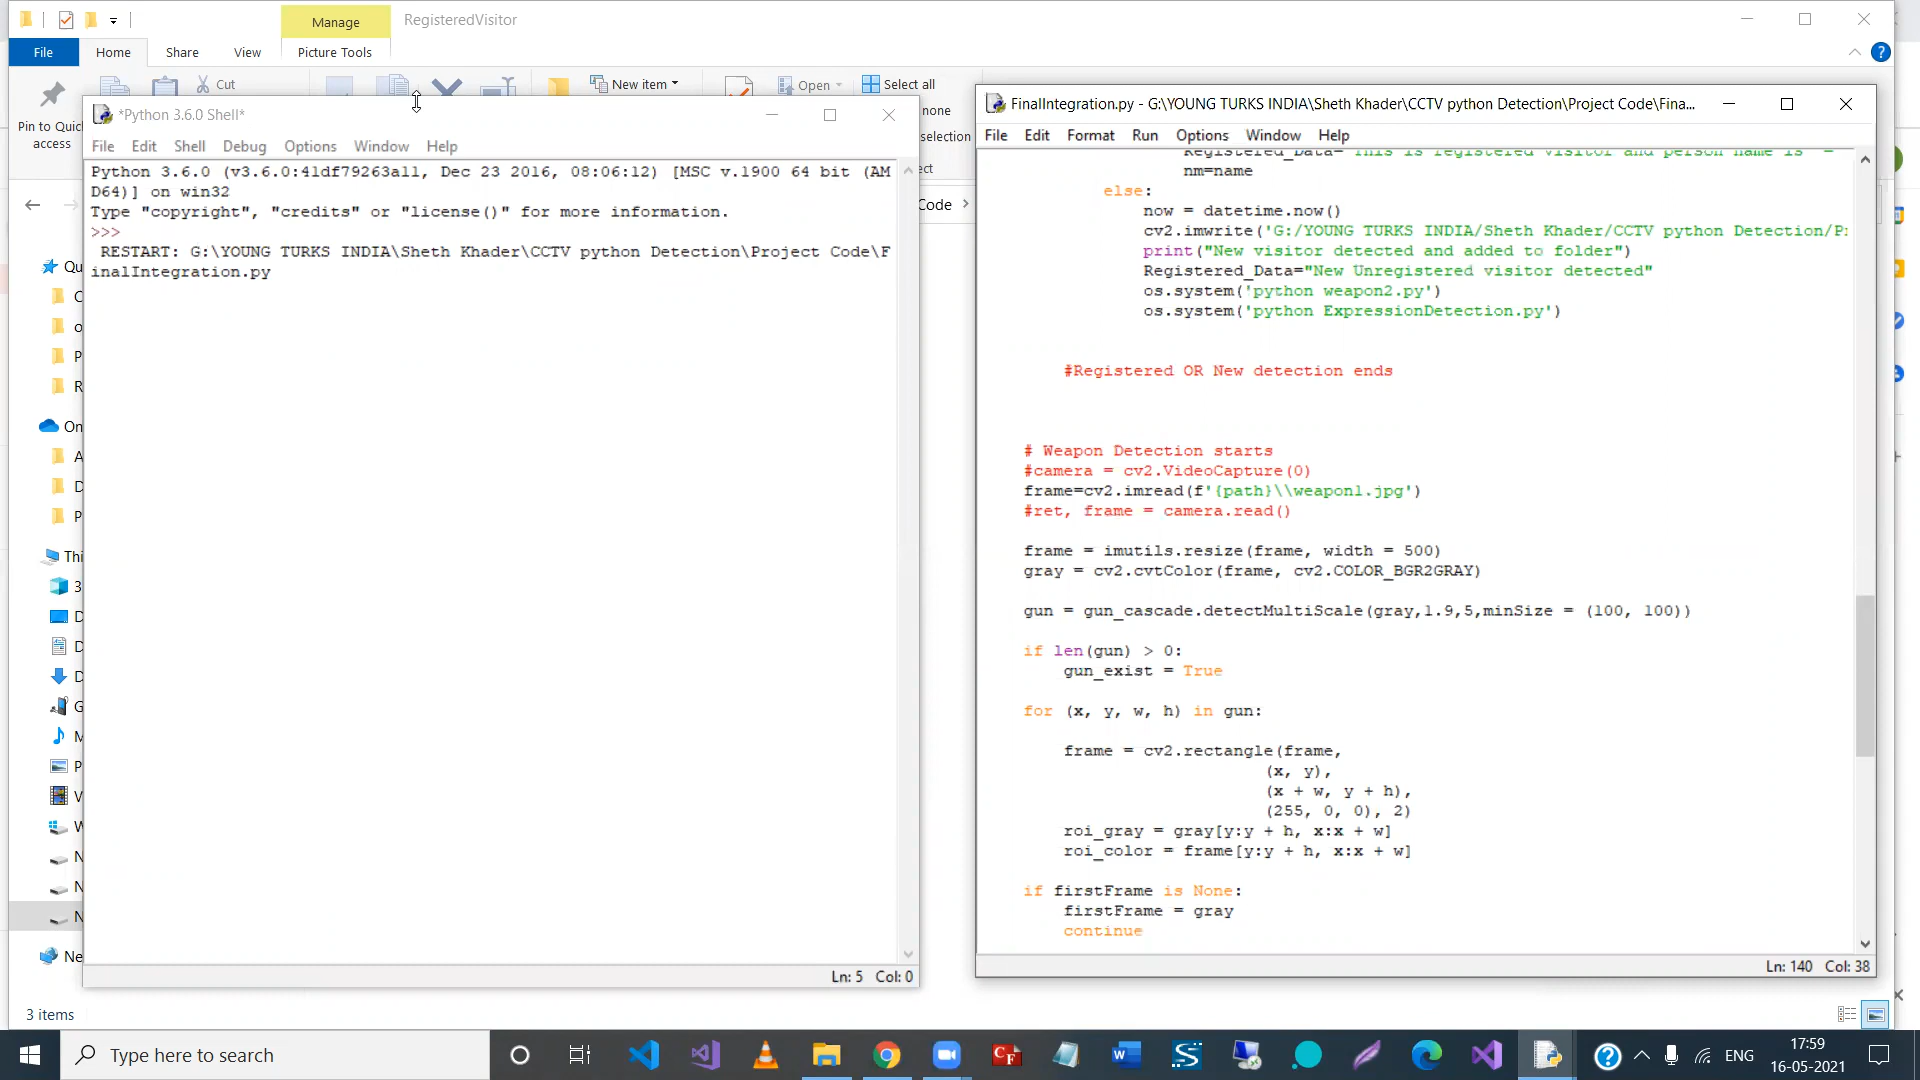 Manage
RegisteredVisitor
File
Home
Share
View
Picture Tools
Pin to Quic
access
Cut
New item
Open
Select all
none
selection
ect
Code
*Python 3.6.0 Shell*
File Edit Shell Debug Options Window Help
Python 3.6.0 (v3.6.0:41df79263a11, Dec 23 2016, 08:06:12) [MSC v.1900 64 bit (AM
D64)] on win32
Type "copyright", "credits" or "license()" for more information.
>>>
RESTART: G:\YOUNG TURKS INDIA\Sheth Khader\CCTV python Detection\Project Code\F
inalIntegration.py
Ln: 5 Col: 0
Qu
C
o
P
R
On
A
D
P
Thi
3
D
D
D
G
M
P
V
W
N
N
N
Ne
3 items
FinalIntegration.py - G:\YOUNG TURKS INDIA\Sheth Khader\CCTV python Detection\Project Code\Fina...
File Edit Format Run Options Window Help
Registered_Data="This is registered visitor and person name is "=
nm=name
else:
now = datetime.now()
cv2.imwrite('G:/YOUNG TURKS INDIA/Sheth Khader/CCTV python Detection/P
print("New visitor detected and added to folder")
Registered_Data="New Unregistered visitor detected"
os.system('python weapon2.py')
os.system('python ExpressionDetection.py')
#Registered OR New detection ends
# Weapon Detection starts
#camera = cv2.VideoCapture(0)
frame=cv2.imread(f'{path}\\weapon1.jpg')
#ret, frame = camera.read()
frame = imutils.resize(frame, width = 500)
gray = cv2.cvtColor(frame, cv2.COLOR_BGR2GRAY)
gun = gun_cascade.detectMultiScale(gray,1.9,5,minSize = (100, 100))
if len(gun) > 0:
gun_exist = True
for (x, y, w, h) in gun:
frame = cv2.rectangle(frame,
(x, y),
(x + w, y + h),
(255, 0, 0), 2)
roi_gray = gray[y:y + h, x:x + w]
roi_color = frame[y:y + h, x:x + w]
if firstFrame is None:
firstFrame = gray
continue
Ln: 140 Col: 38
Type here to search
CF
ENG
17:59
16-05-2021